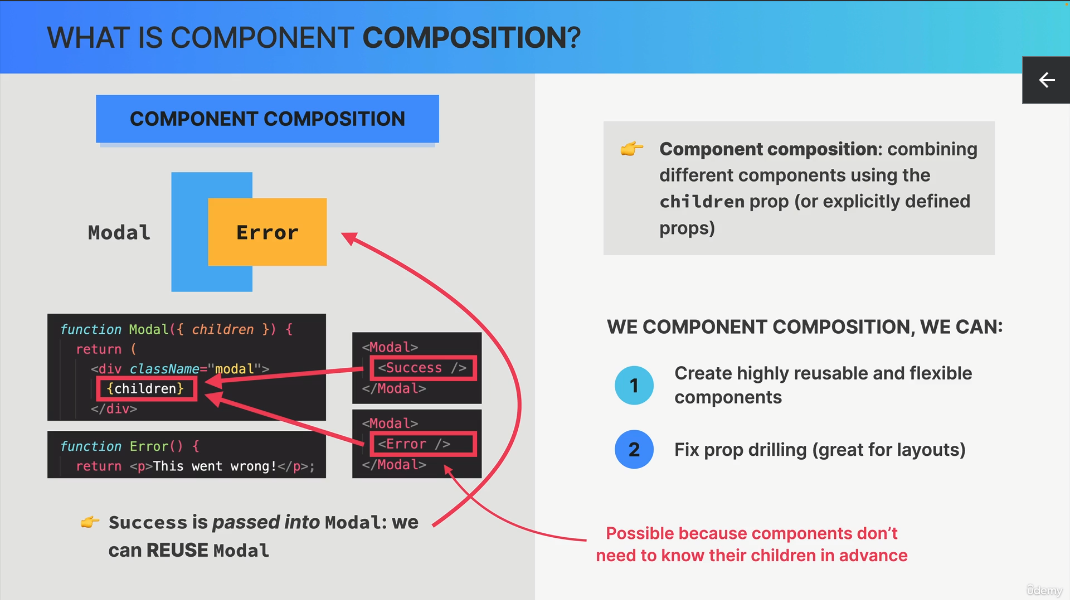 WHAT IS COMPONENT COMPOSITION?
COMPONENT COMPOSITION
Modal
Error
function Modal({ children }) {
return (
<div className="modal">
{children}
</div>
function Error() {
return <p>This went wrong!</p>;
<Modal>
<Success />
</Modal>
<Modal>
<Error />
</Modal>
👉 Success is passed into Modal: we
can REUSE Modal
👉 Component composition: combining
different components using the
children prop (or explicitly defined
props)
WE COMPONENT COMPOSITION, WE CAN:
1 Create highly reusable and flexible
components
2 Fix prop drilling (great for layouts)
Possible because components don’t
need to know their children in advance
ûdemy